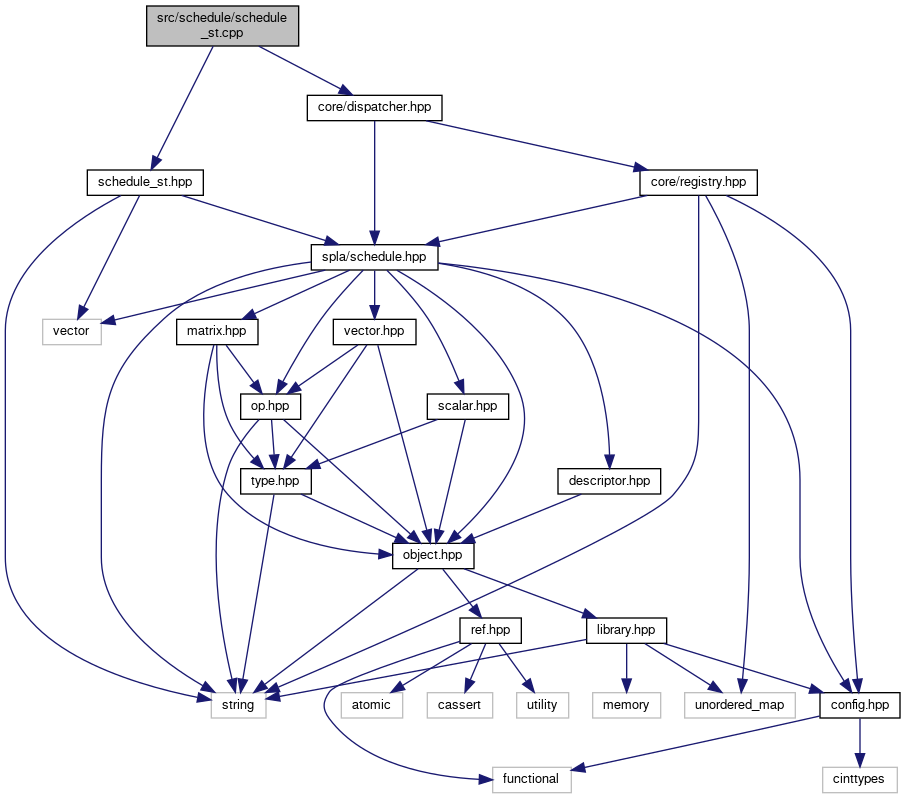 src/schedule/schedule
_st.cpp
core/dispatcher.hpp
schedule_st.hpp
core/registry.hpp
spla/schedule.hpp
vector
matrix.hpp
vector.hpp
op.hpp
scalar.hpp
type.hpp
descriptor.hpp
object.hpp
ref.hpp
library.hpp
string
atomic
cassert
utility
memory
unordered_map
config.hpp
functional
cinttypes